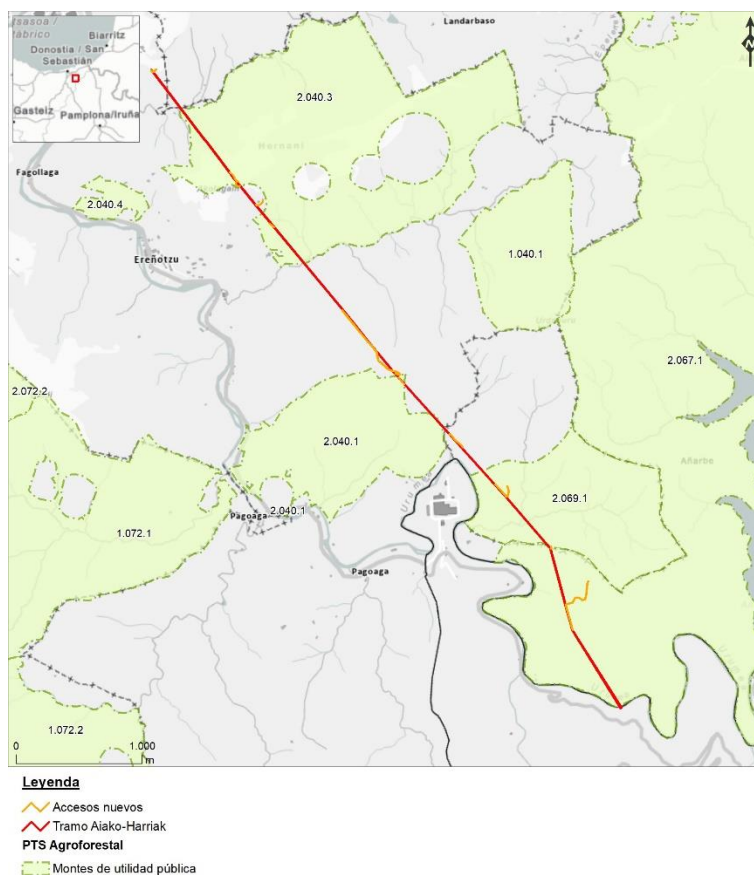 Landarbaso
Biarritz
Donostia / San
Sebastián
Gasteiz
Pamplona/Iruña
2.040.3
Hernani
Fagollaga
2.040.4
Ereñotzu
1.040.1
2.067.1
2.072.2
2.040.1
Añarbe
2.069.1
1.072.1
2.040.1
Pagoaga
Pagoaga
1.072.2
0
1.000
m
Leyenda
Accesos nuevos
Tramo Aiako-Harriak
PTS Agroforestal
Montes de utilidad pública